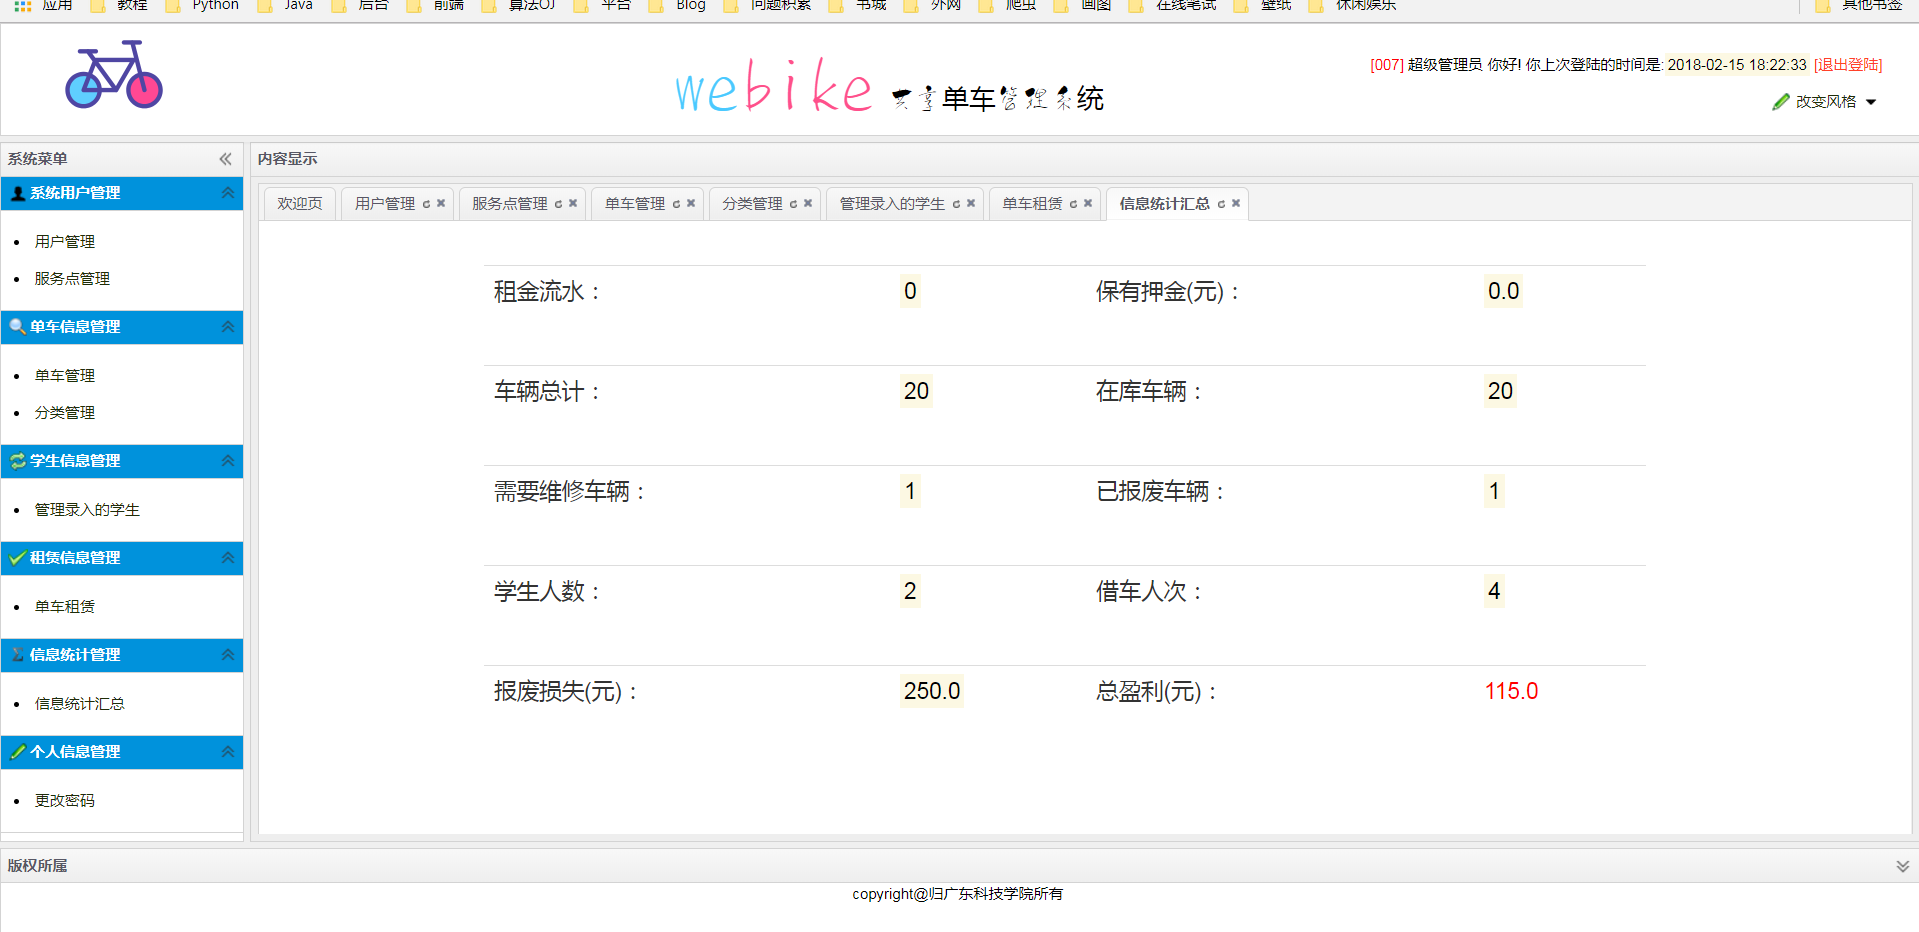 应用 教程 Python Java 后台 前端 算法OJ 平台 Blog 问题积累 书城 外网 爬虫 画图 在线笔试 壁纸 休闲娱乐 其他书签
[007] 超级管理员 你好! 你上次登陆的时间是: 2018-02-15 18:22:33 [退出登陆]
webike 共享单车管理系统
改变风格
系统菜单
内容显示
系统用户管理
欢迎页 用户管理 服务点管理 单车管理 分类管理 管理录入的学生 单车租赁 信息统计汇总
用户管理
服务点管理
单车信息管理
单车管理
分类管理
学生信息管理
管理录入的学生
租赁信息管理
单车租赁
信息统计管理
信息统计汇总
个人信息管理
更改密码
租金流水： 0 保有押金(元)： 0.0
车辆总计： 20 在库车辆： 20
需要维修车辆： 1 已报废车辆： 1
学生人数： 2 借车人次： 4
报废损失(元)： 250.0 总盈利(元)： 115.0
版权所属
copyright@归广东科技学院所有